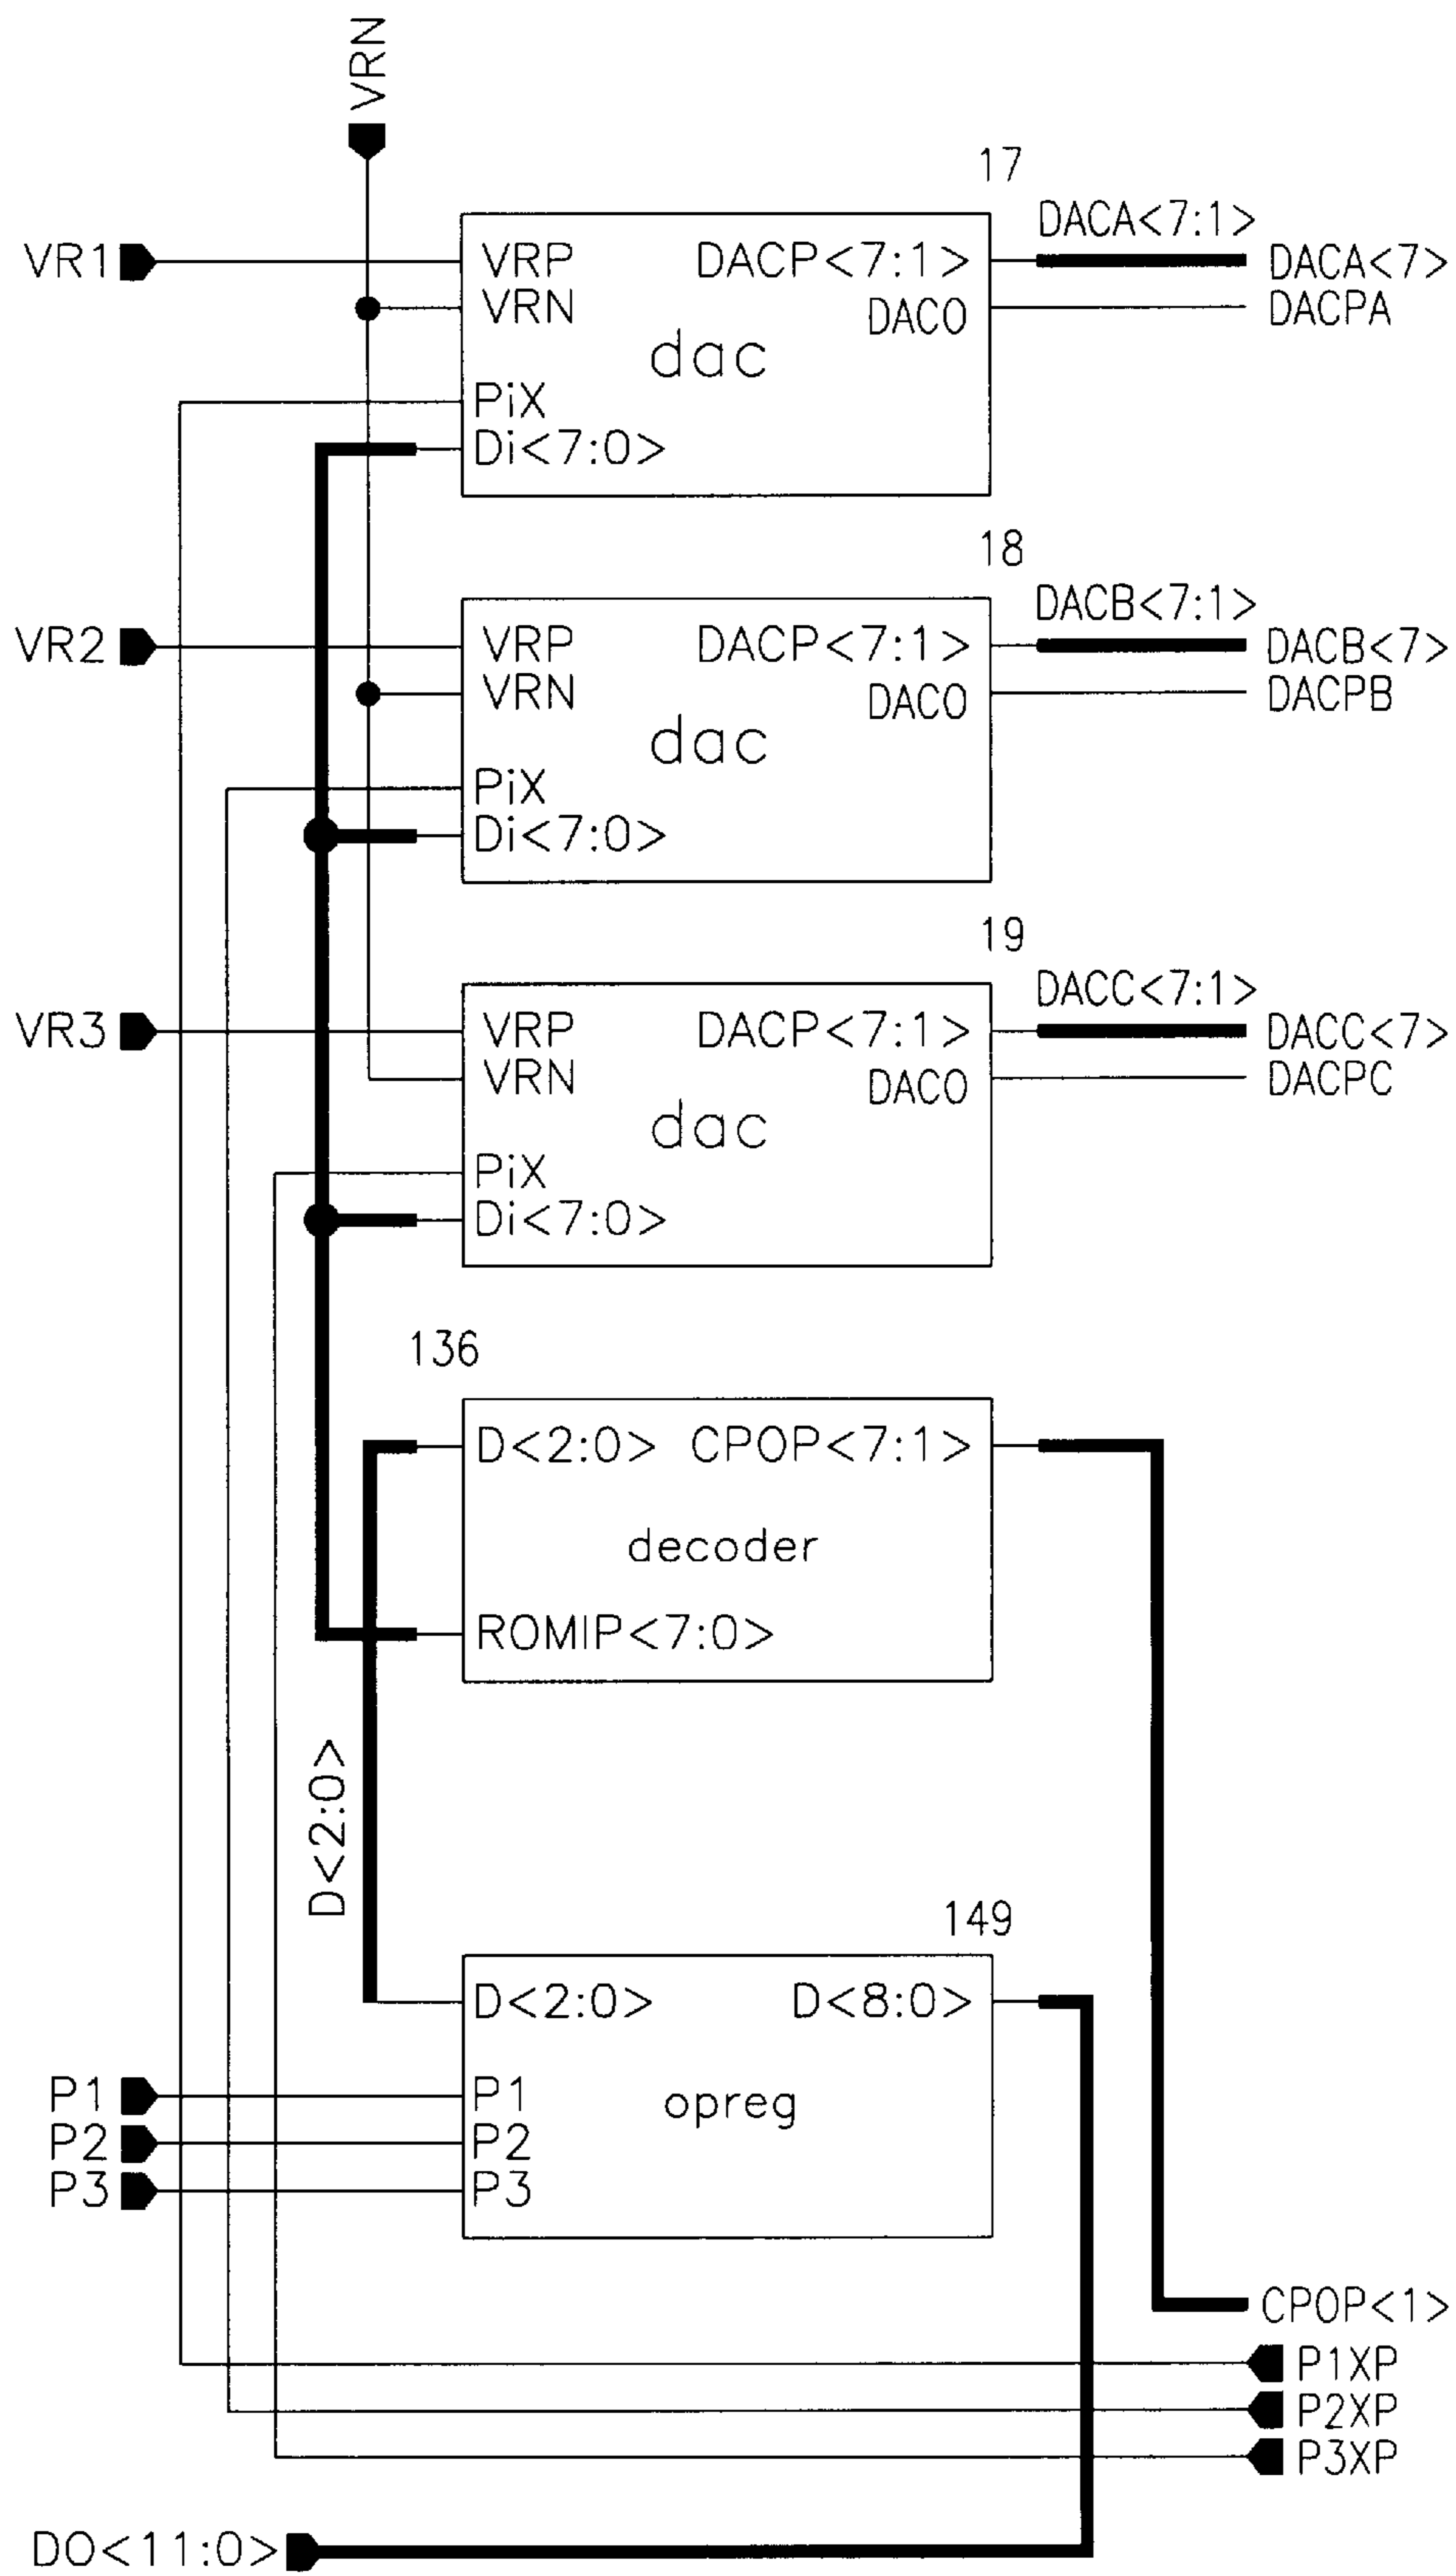 VRN
17
DACA<7:1>
VR1
VRP
DACP<7:1>
DACA<7>
VRN
DACO
DACPA
dac
PiX
Di<7:0>
18
DACB<7:1>
VR2
VRP
DACP<7:1>
DACB<7>
VRN
DACO
DACPB
dac
PiX
Di<7:0>
19
DACC<7:1>
VR3
VRP
DACP<7:1>
DACC<7>
VRN
DACO
DACPC
dac
PiX
Di<7:0>
136
D<2:0>
CPOP<7:1>
decoder
ROMIP<7:0>
D<2:0>
149
D<2:0>
D<8:0>
P1
P1
opreg
P2
P2
P3
P3
CPOP<1>
P1XP
P2XP
P3XP
DO<11:0>